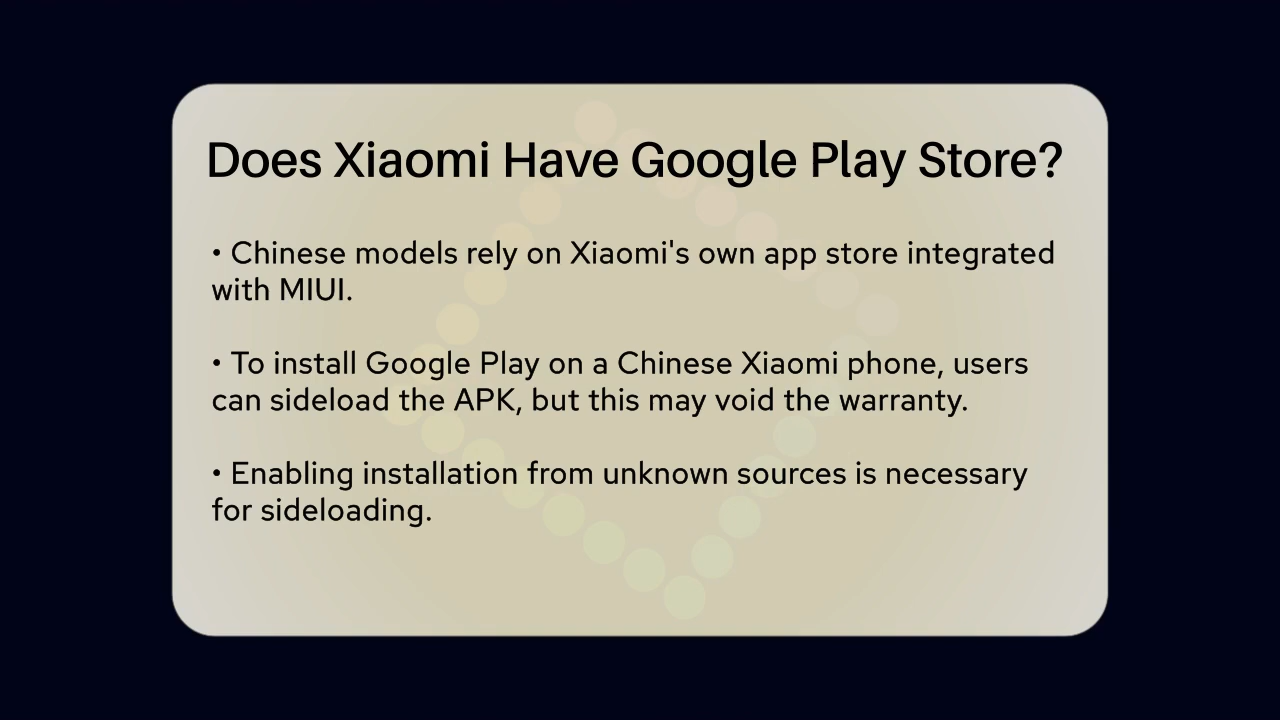 Does Xiaomi Have Google Play Store?
• Chinese models rely on Xiaomi's own app store integrated
with MIUI.
• To install Google Play on a Chinese Xiaomi phone, users
can sideload the APK, but this may void the warranty.
• Enabling installation from unknown sources is necessary
for sideloading.